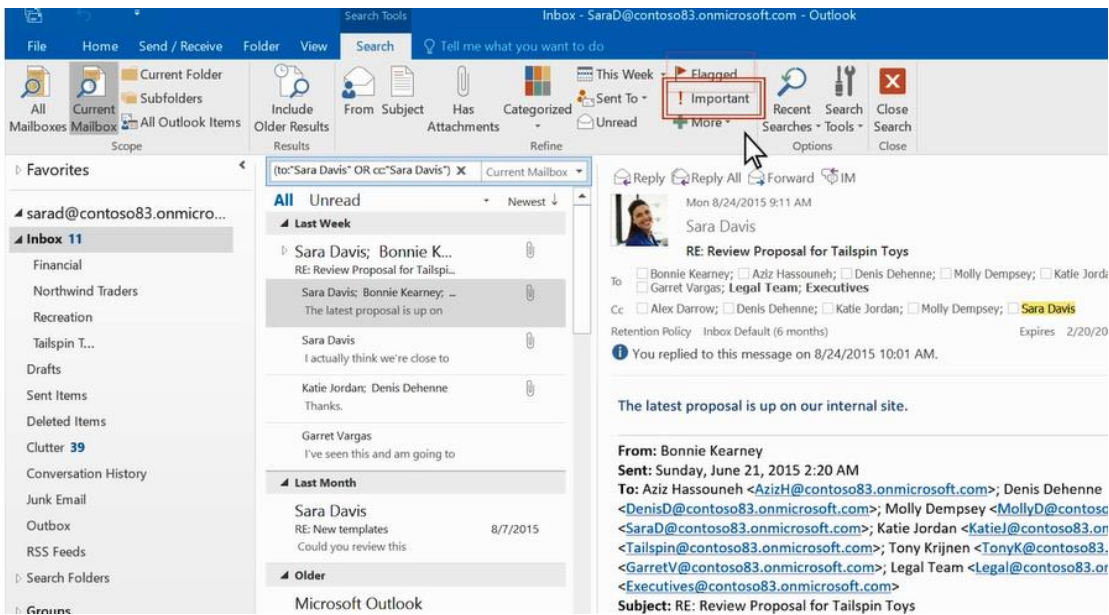 Search Tools
Inbox - SaraD@contoso83.onmicrosoft.com - Outlook
File Home Send / Receive Folder View Search Tell me what you want to do
All Mailboxes
Current Mailbox
Current Folder
Subfolders
All Outlook Items
Scope
Include Older Results
Results
From
Subject
Has Attachments
Categorized
This Week
Sent To
Unread
Flagged
! Important
More
Refine
Recent Searches
Search Tools
Options
Close Search
Close
Favorites
sarad@contoso83.onmicro...
Inbox 11
Financial
Northwind Traders
Recreation
Tailspin T...
Drafts
Sent Items
Deleted Items
Clutter 39
Conversation History
Junk Email
Outbox
RSS Feeds
Search Folders
Groups
(to:"Sara Davis" OR cc:"Sara Davis") X Current Mailbox
All Unread Newest ↓
Last Week
Sara Davis; Bonnie K...
RE: Review Proposal for Tailspi...
Sara Davis; Bonnie Kearney; ...
The latest proposal is up on
Sara Davis
I actually think we're close to
Katie Jordan; Denis Dehenne
Thanks.
Garret Vargas
I've seen this and am going to
Last Month
Sara Davis
RE: New templates 8/7/2015
Could you review this
Older
Microsoft Outlook
Reply Reply All Forward IM
Mon 8/24/2015 9:11 AM
Sara Davis
RE: Review Proposal for Tailspin Toys
To Bonnie Kearney; Aziz Hassouneh; Denis Dehenne; Molly Dempsey; Katie Jorda
Garret Vargas; Legal Team; Executives
Cc Alex Darrow; Denis Dehenne; Katie Jordan; Molly Dempsey; Sara Davis
Retention Policy Inbox Default (6 months) Expires 2/20/20
You replied to this message on 8/24/2015 10:01 AM.
The latest proposal is up on our internal site.
From: Bonnie Kearney
Sent: Sunday, June 21, 2015 2:20 AM
To: Aziz Hassouneh <AzizH@contoso83.onmicrosoft.com>; Denis Dehenne
<DenisD@contoso83.onmicrosoft.com>; Molly Dempsey <MollyD@contoso
<SaraD@contoso83.onmicrosoft.com>; Katie Jordan <KatieJ@contoso83.on
<Tailspin@contoso83.onmicrosoft.com>; Tony Krijnen <TonyK@contoso83.
<GarretV@contoso83.onmicrosoft.com>; Legal Team <Legal@contoso83.on
<Executives@contoso83.onmicrosoft.com>
Subject: RE: Review Proposal for Tailspin Toys